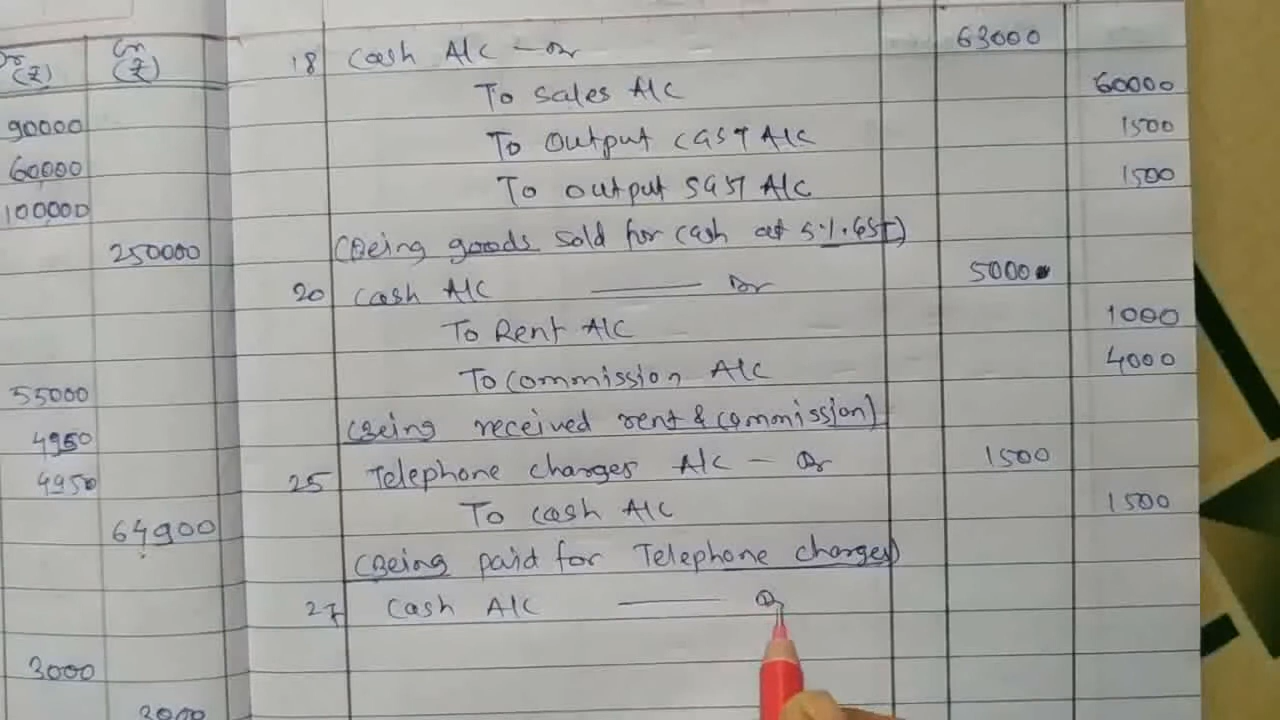 Dr Cr
(₹) (₹)
90000
60000
100000
250000
55000
4950
4950
64900
3000
3000
18 Cash A/C – Dr 63000
To Sales A/C 60000
To Output CGST A/C 1500
To Output SGST A/C 1500
(Being goods sold for cash at 5%.GST)
20 Cash A/C —— Dr 5000
To Rent A/C 1000
To Commission A/C 4000
(Being received rent & Commission)
25 Telephone charges A/C – Dr 1500
To cash A/C 1500
(Being paid for Telephone charges)
27 Cash A/C —— Dr